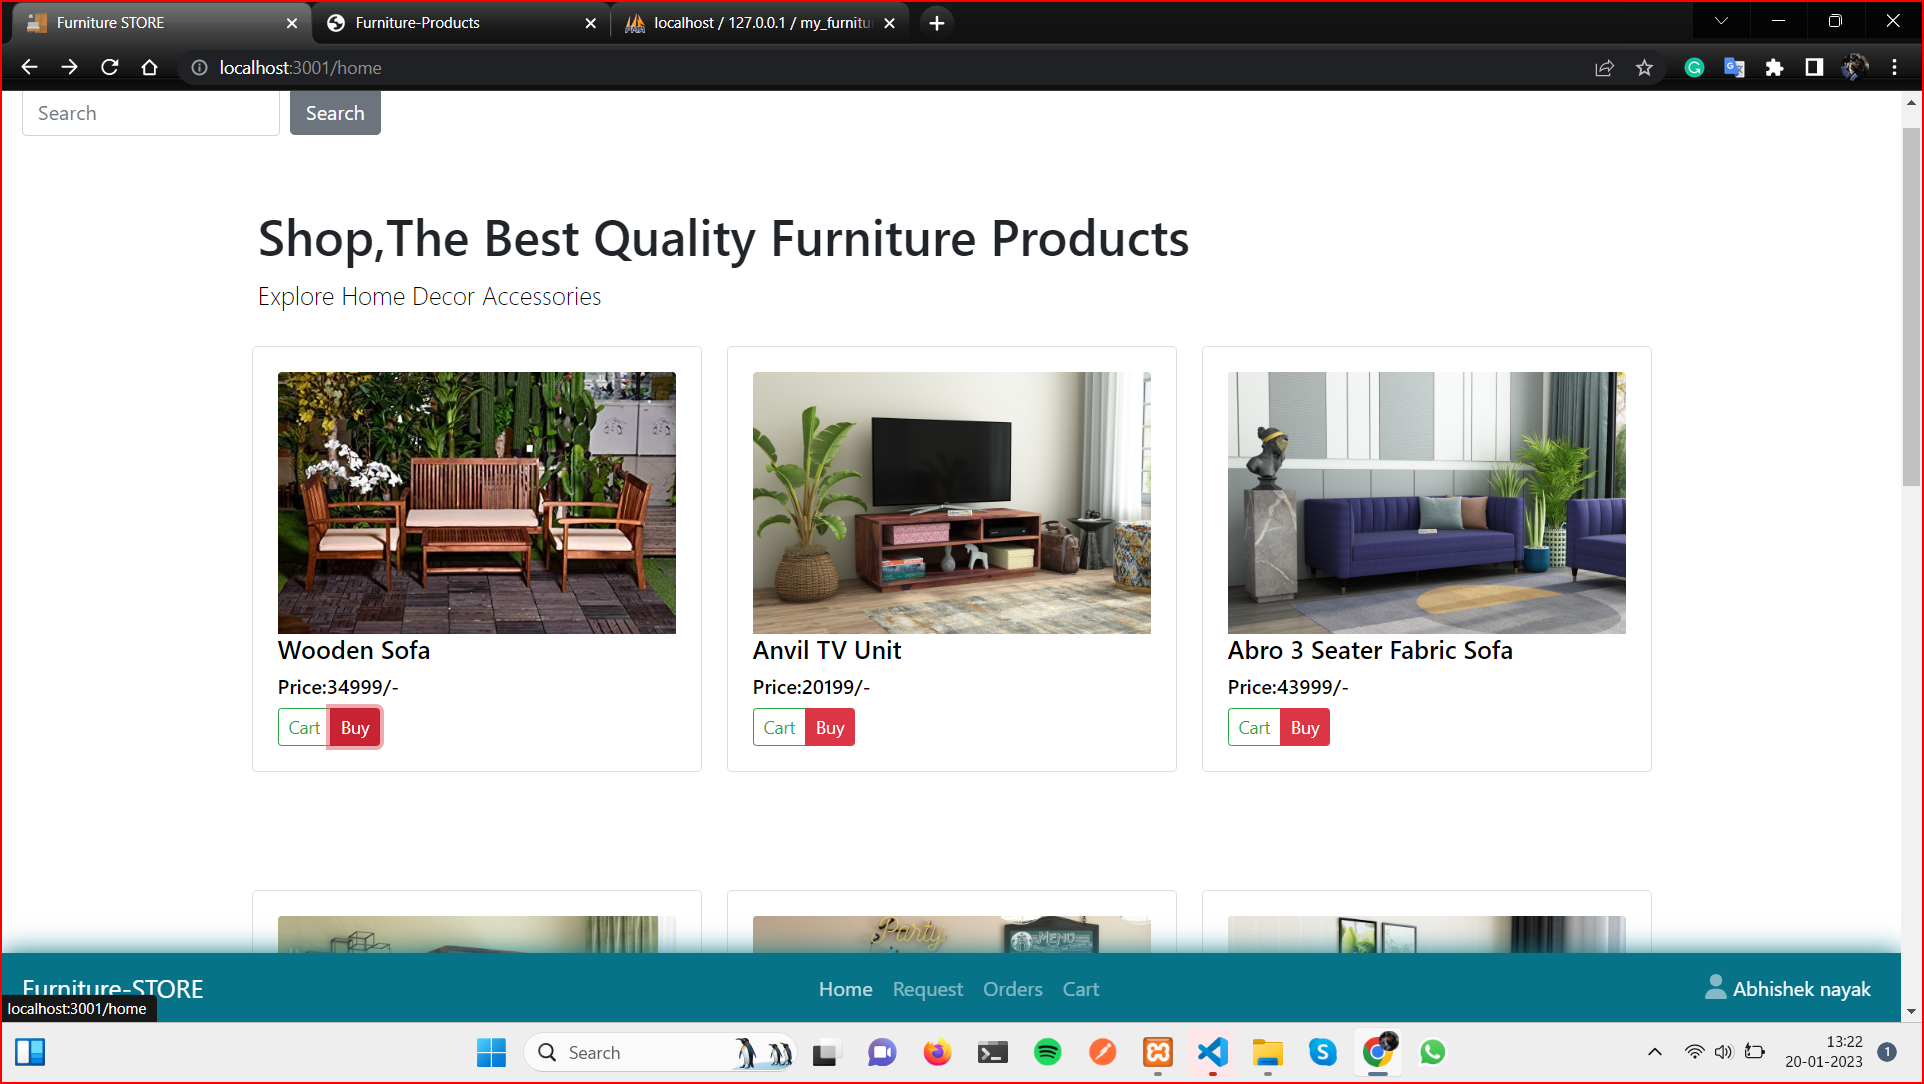 Furniture STORE
Furniture-Products
localhost / 127.0.0.1 / my_furnitu
localhost:3001/home
Search Search
Shop,The Best Quality Furniture Products
Explore Home Decor Accessories
Wooden Sofa
Price:34999/-
Cart Buy
Anvil TV Unit
Price:20199/-
Cart Buy
Abro 3 Seater Fabric Sofa
Price:43999/-
Cart Buy
Party
MENU
Furniture-STORE
Home Request Orders Cart
Abhishek nayak
localhost:3001/home
Search
13:22
20-01-2023
1